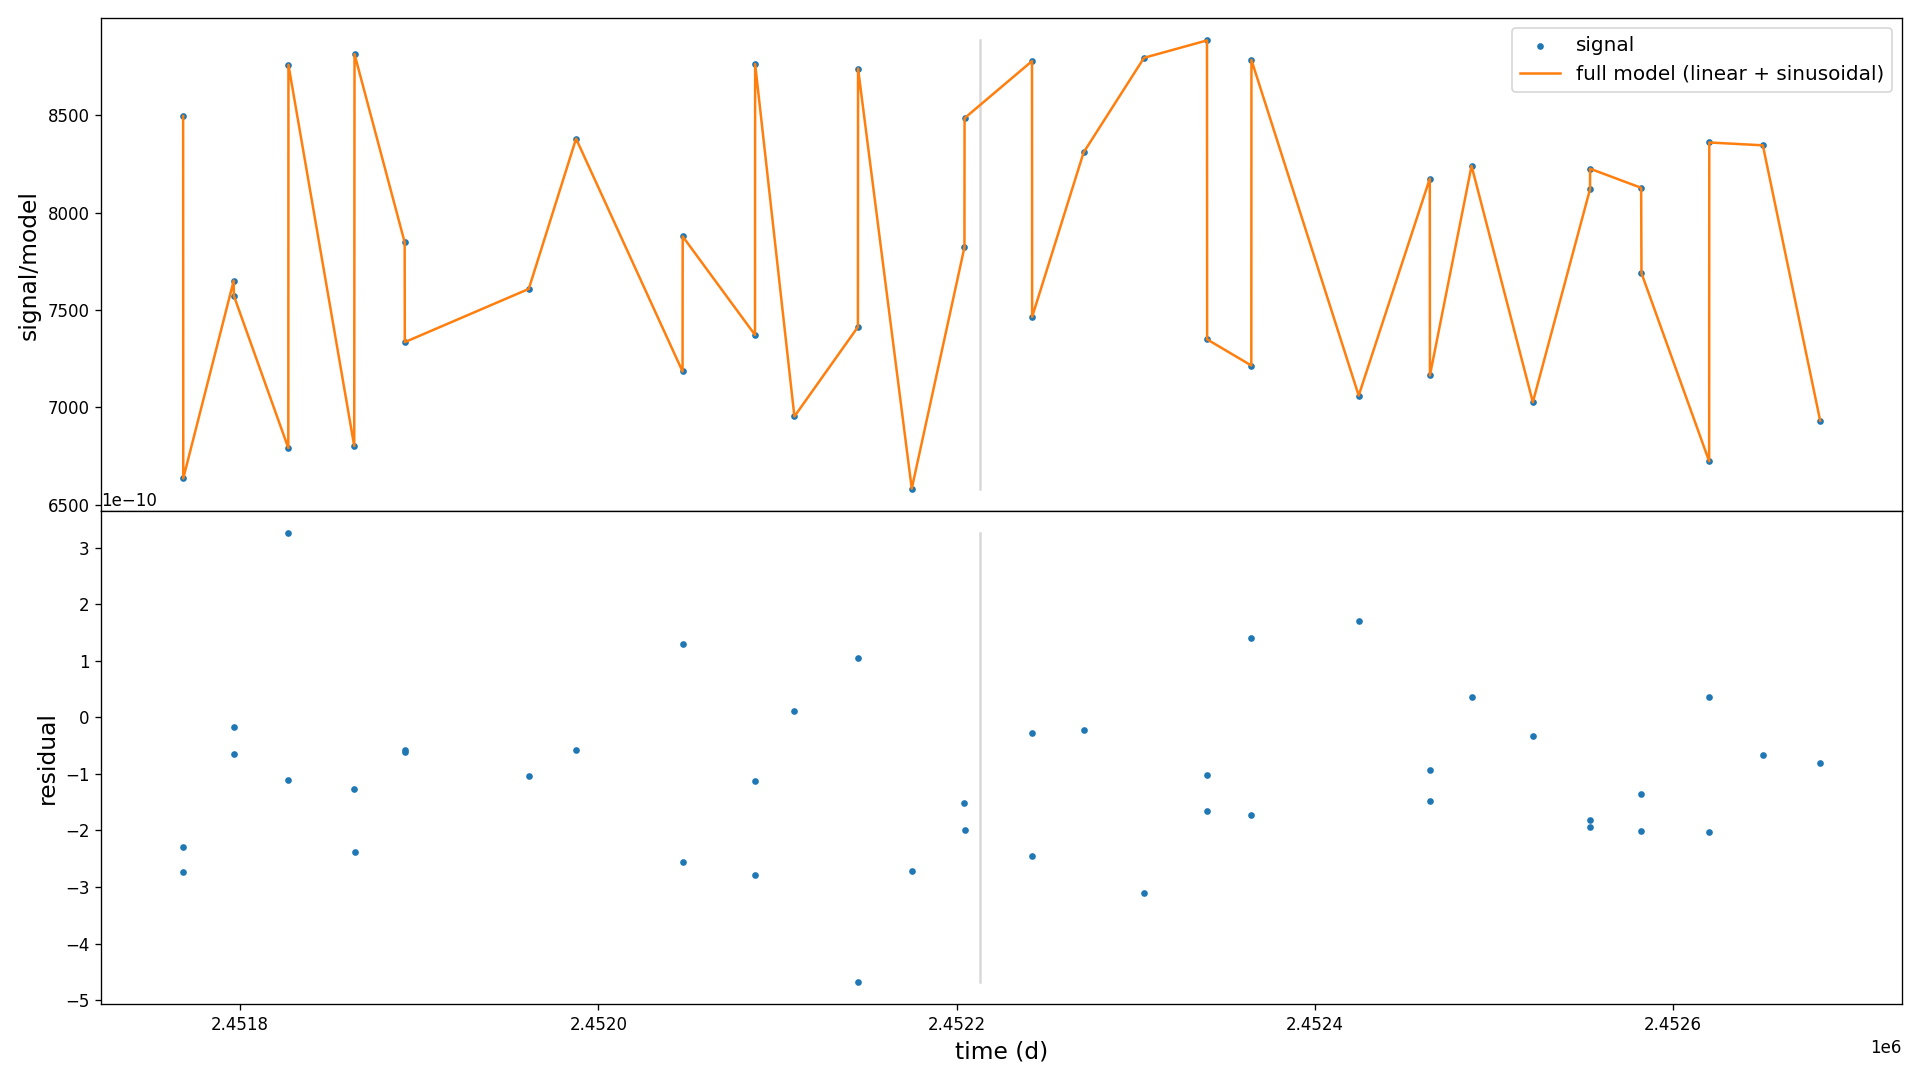 signal
full model (linear + sinusoidal)
signal/model
8500
8000
7500
7000
6500
1e−10
residual
3
2
1
0
−1
−2
−3
−4
−5
2.4518
2.4520
2.4522
2.4524
2.4526
1e6
time (d)